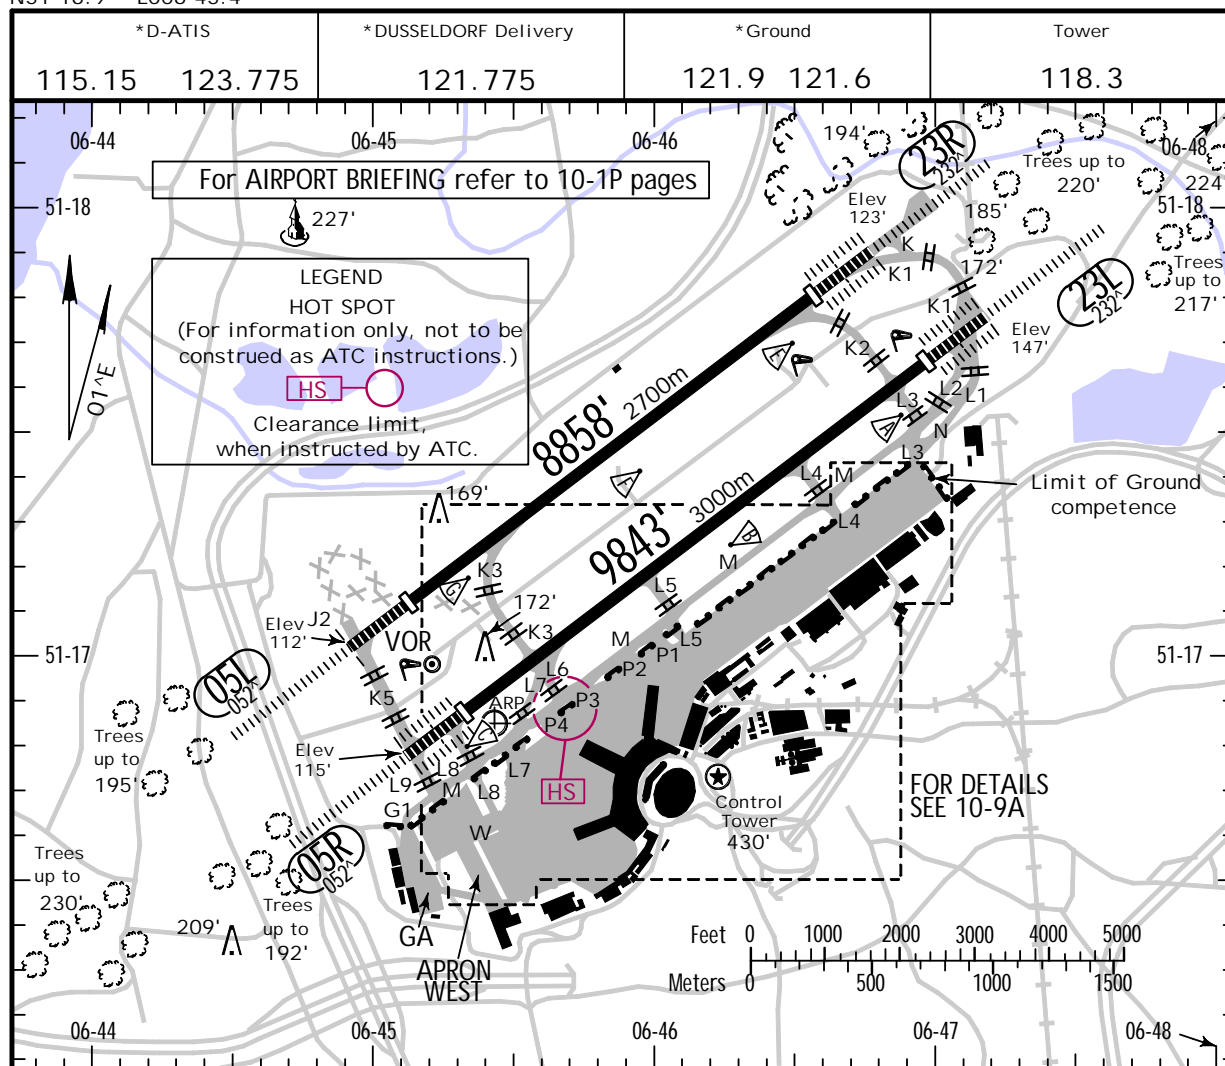 *D-ATIS
*DUSSELDORF Delivery
*Ground
Tower
115.15 123.775
121.775
121.9 121.6
118.3
06-44
06-45
06-46
06-48
194'
23R
232^
Trees up to
220'
224'
51-18
51-18
For AIRPORT BRIEFING refer to 10-1P pages
227'
Elev
123'
185'
K
K1
172'
K1
23L
232^
Trees
up to
217'
LEGEND
HOT SPOT
(For information only, not to be
construed as ATC instructions.)
HS
Clearance limit,
when instructed by ATC.
01^E
Elev
147'
K2
E
8858'
2700m
L2
L1
L3
A
N
L3
L4
M
Limit of Ground
competence
F
169'
9843'
3000m
L4
B
M
K3
G
172'
L5
K3
L5
J2
Elev
112'
VOR
M
P1
P2
51-17
51-17
05L
052^
L6
L7
P3
ARP
P4
K5
C
Trees
up to
195'
Elev
115'
L8
L7
L9
M
L8
HS
G1
W
Control
Tower
430'
FOR DETAILS
SEE 10-9A
05R
052^
Trees
up to
230'
Trees
up to
192'
209'
GA
APRON
WEST
Feet 0 1000 2000 3000 4000 5000
Meters 0 500 1000 1500
06-44
06-45
06-46
06-47
06-48